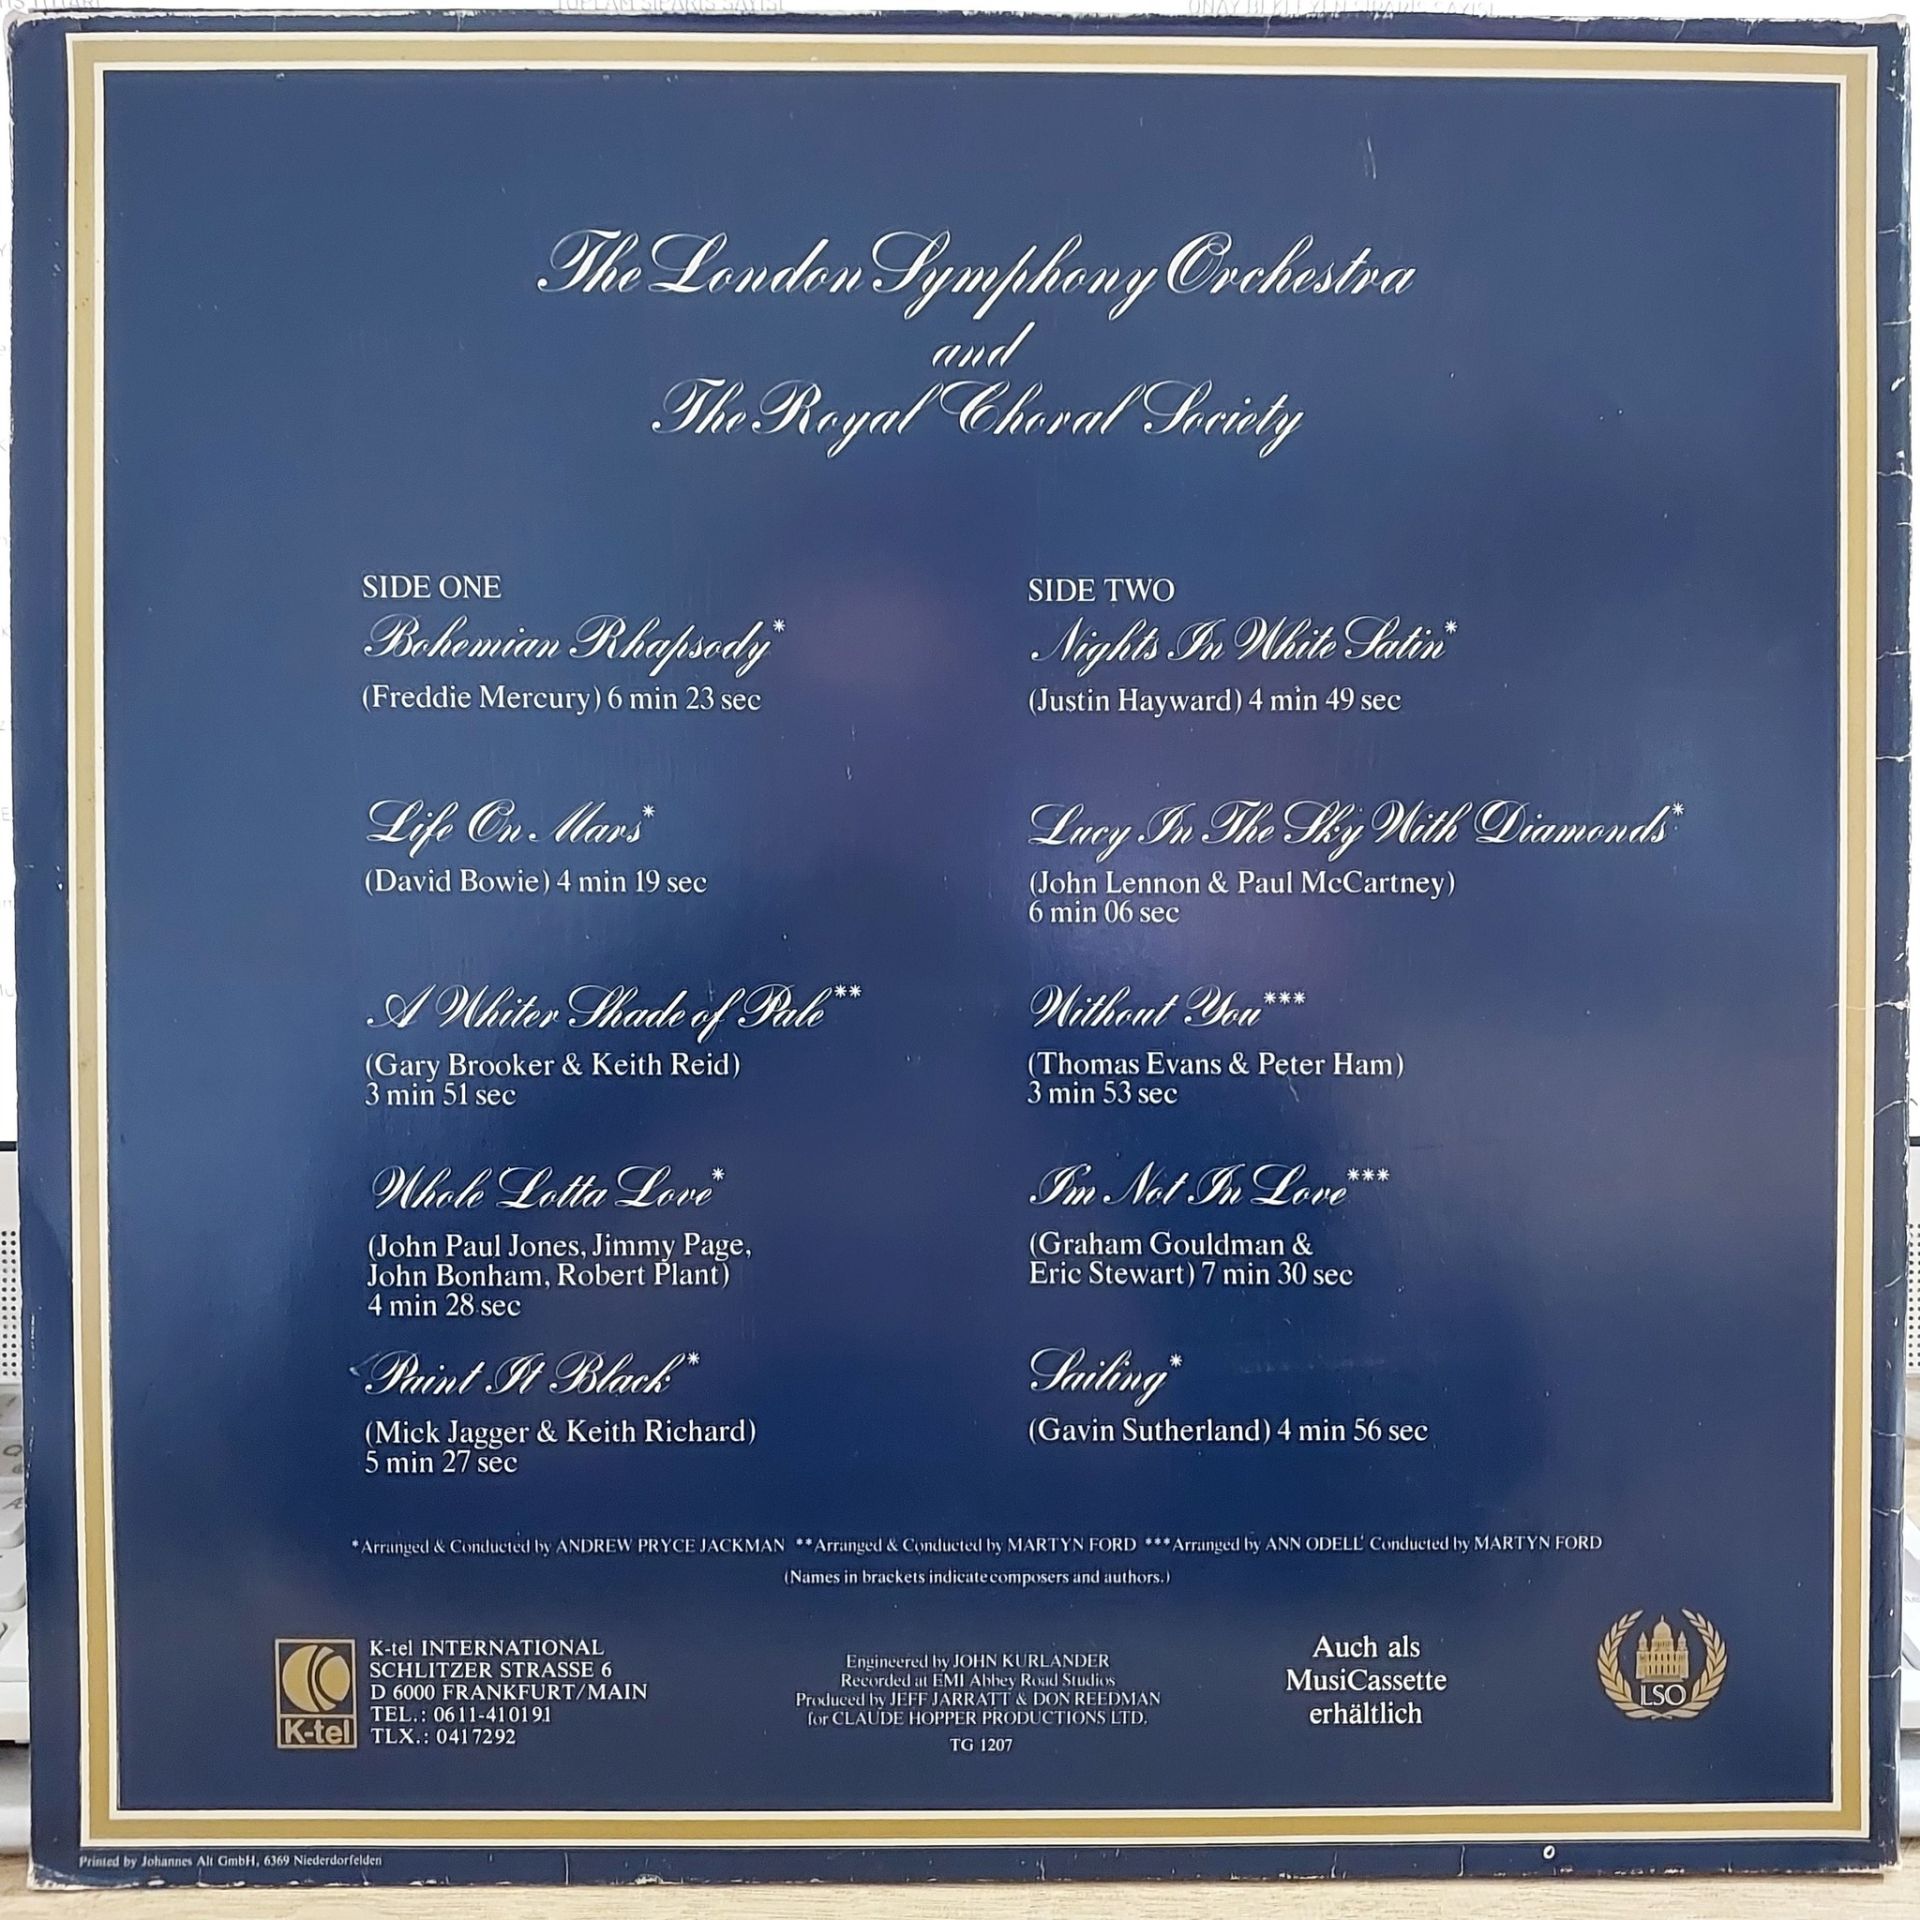 The London Symphony Orchestra
and
The Royal Choral Society
SIDE ONE
Bohemian Rhapsody*
(Freddie Mercury) 6 min 23 sec
Life On Mars*
(David Bowie) 4 min 19 sec
A Whiter Shade of Pale**
(Gary Brooker & Keith Reid)
3 min 51 sec
Whole Lotta Love*
(John Paul Jones, Jimmy Page,
John Bonham, Robert Plant)
4 min 28 sec
Paint It Black*
(Mick Jagger & Keith Richard)
5 min 27 sec
SIDE TWO
Nights In White Satin*
(Justin Hayward) 4 min 49 sec
Lucy In The Sky With Diamonds*
(John Lennon & Paul McCartney)
6 min 06 sec
Without You***
(Thomas Evans & Peter Ham)
3 min 53 sec
I'm Not In Love***
(Graham Gouldman &
Eric Stewart) 7 min 30 sec
Sailing*
(Gavin Sutherland) 4 min 56 sec
*Arranged & Conducted by ANDREW PRYCE JACKMAN **Arranged & Conducted by MARTYN FORD ***Arranged by ANN ODELL' Conducted by MARTYN FORD
(Names in brackets indicate composers and authors.)
K-tel
K-tel INTERNATIONAL
SCHLITZER STRASSE 6
D 6000 FRANKFURT/MAIN
TEL.: 0611-410191
TLX.: 0417292
Engineered by JOHN KURLANDER
Recorded at EMI Abbey Road Studios
Produced by JEFF JARRATT & DON REEDMAN
for CLAUDE HOPPER PRODUCTIONS LTD.
TG 1207
Auch als
MusiCassette
erhältlich
LSO
Printed by Johannes Alt GmbH, 6369 Niederdorfelden